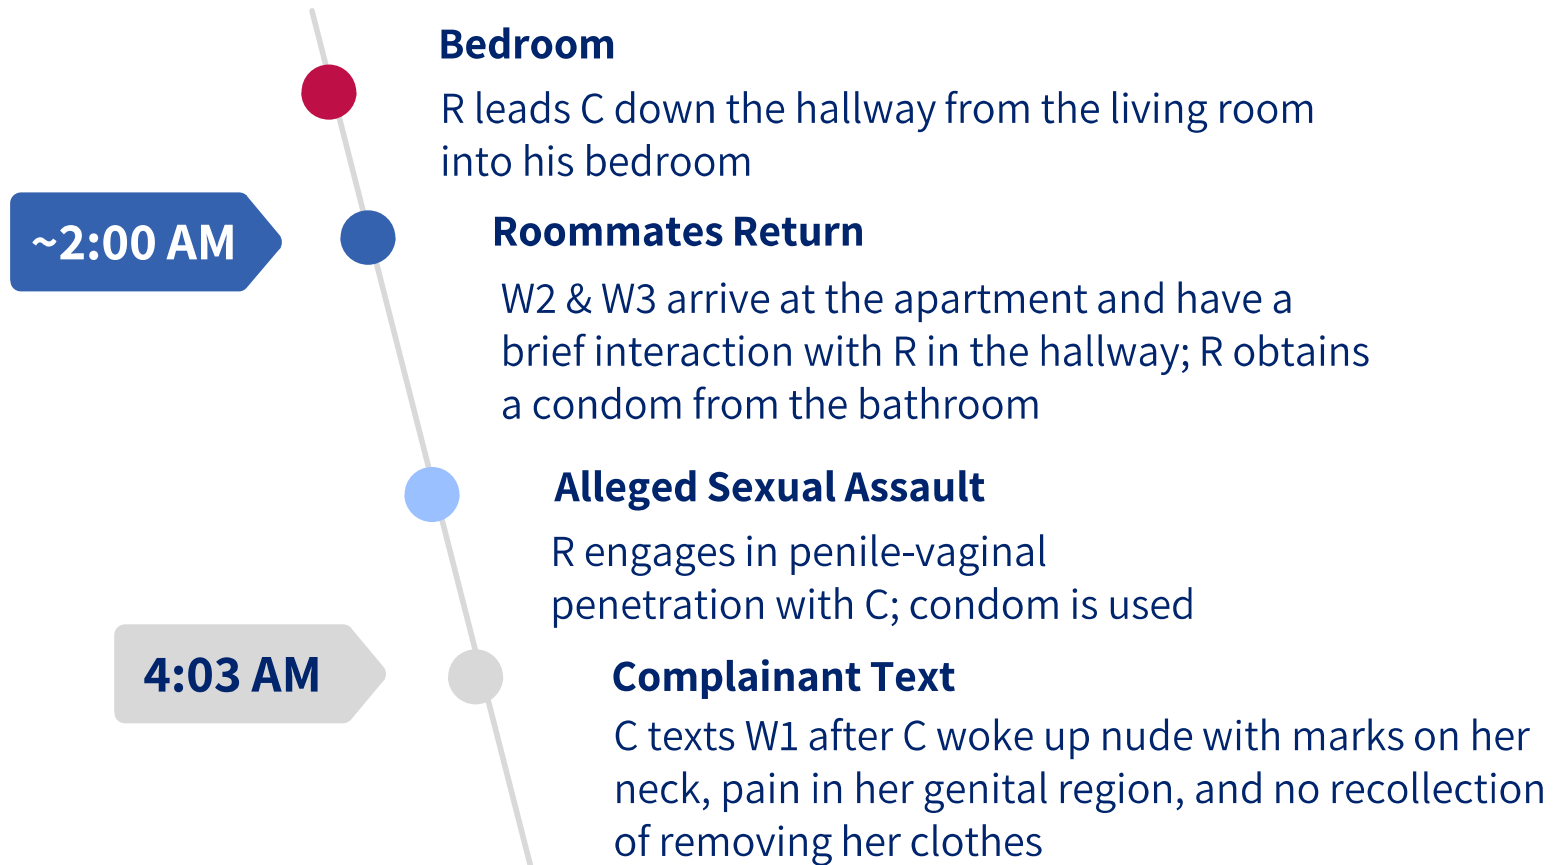 Bedroom
R leads C down the hallway from the living room
into his bedroom
~2:00 AM
Roommates Return
W2 & W3 arrive at the apartment and have a
brief interaction with R in the hallway; R obtains
a condom from the bathroom
Alleged Sexual Assault
R engages in penile-vaginal
penetration with C; condom is used
4:03 AM
Complainant Text
C texts W1 after C woke up nude with marks on her
neck, pain in her genital region, and no recollection
of removing her clothes